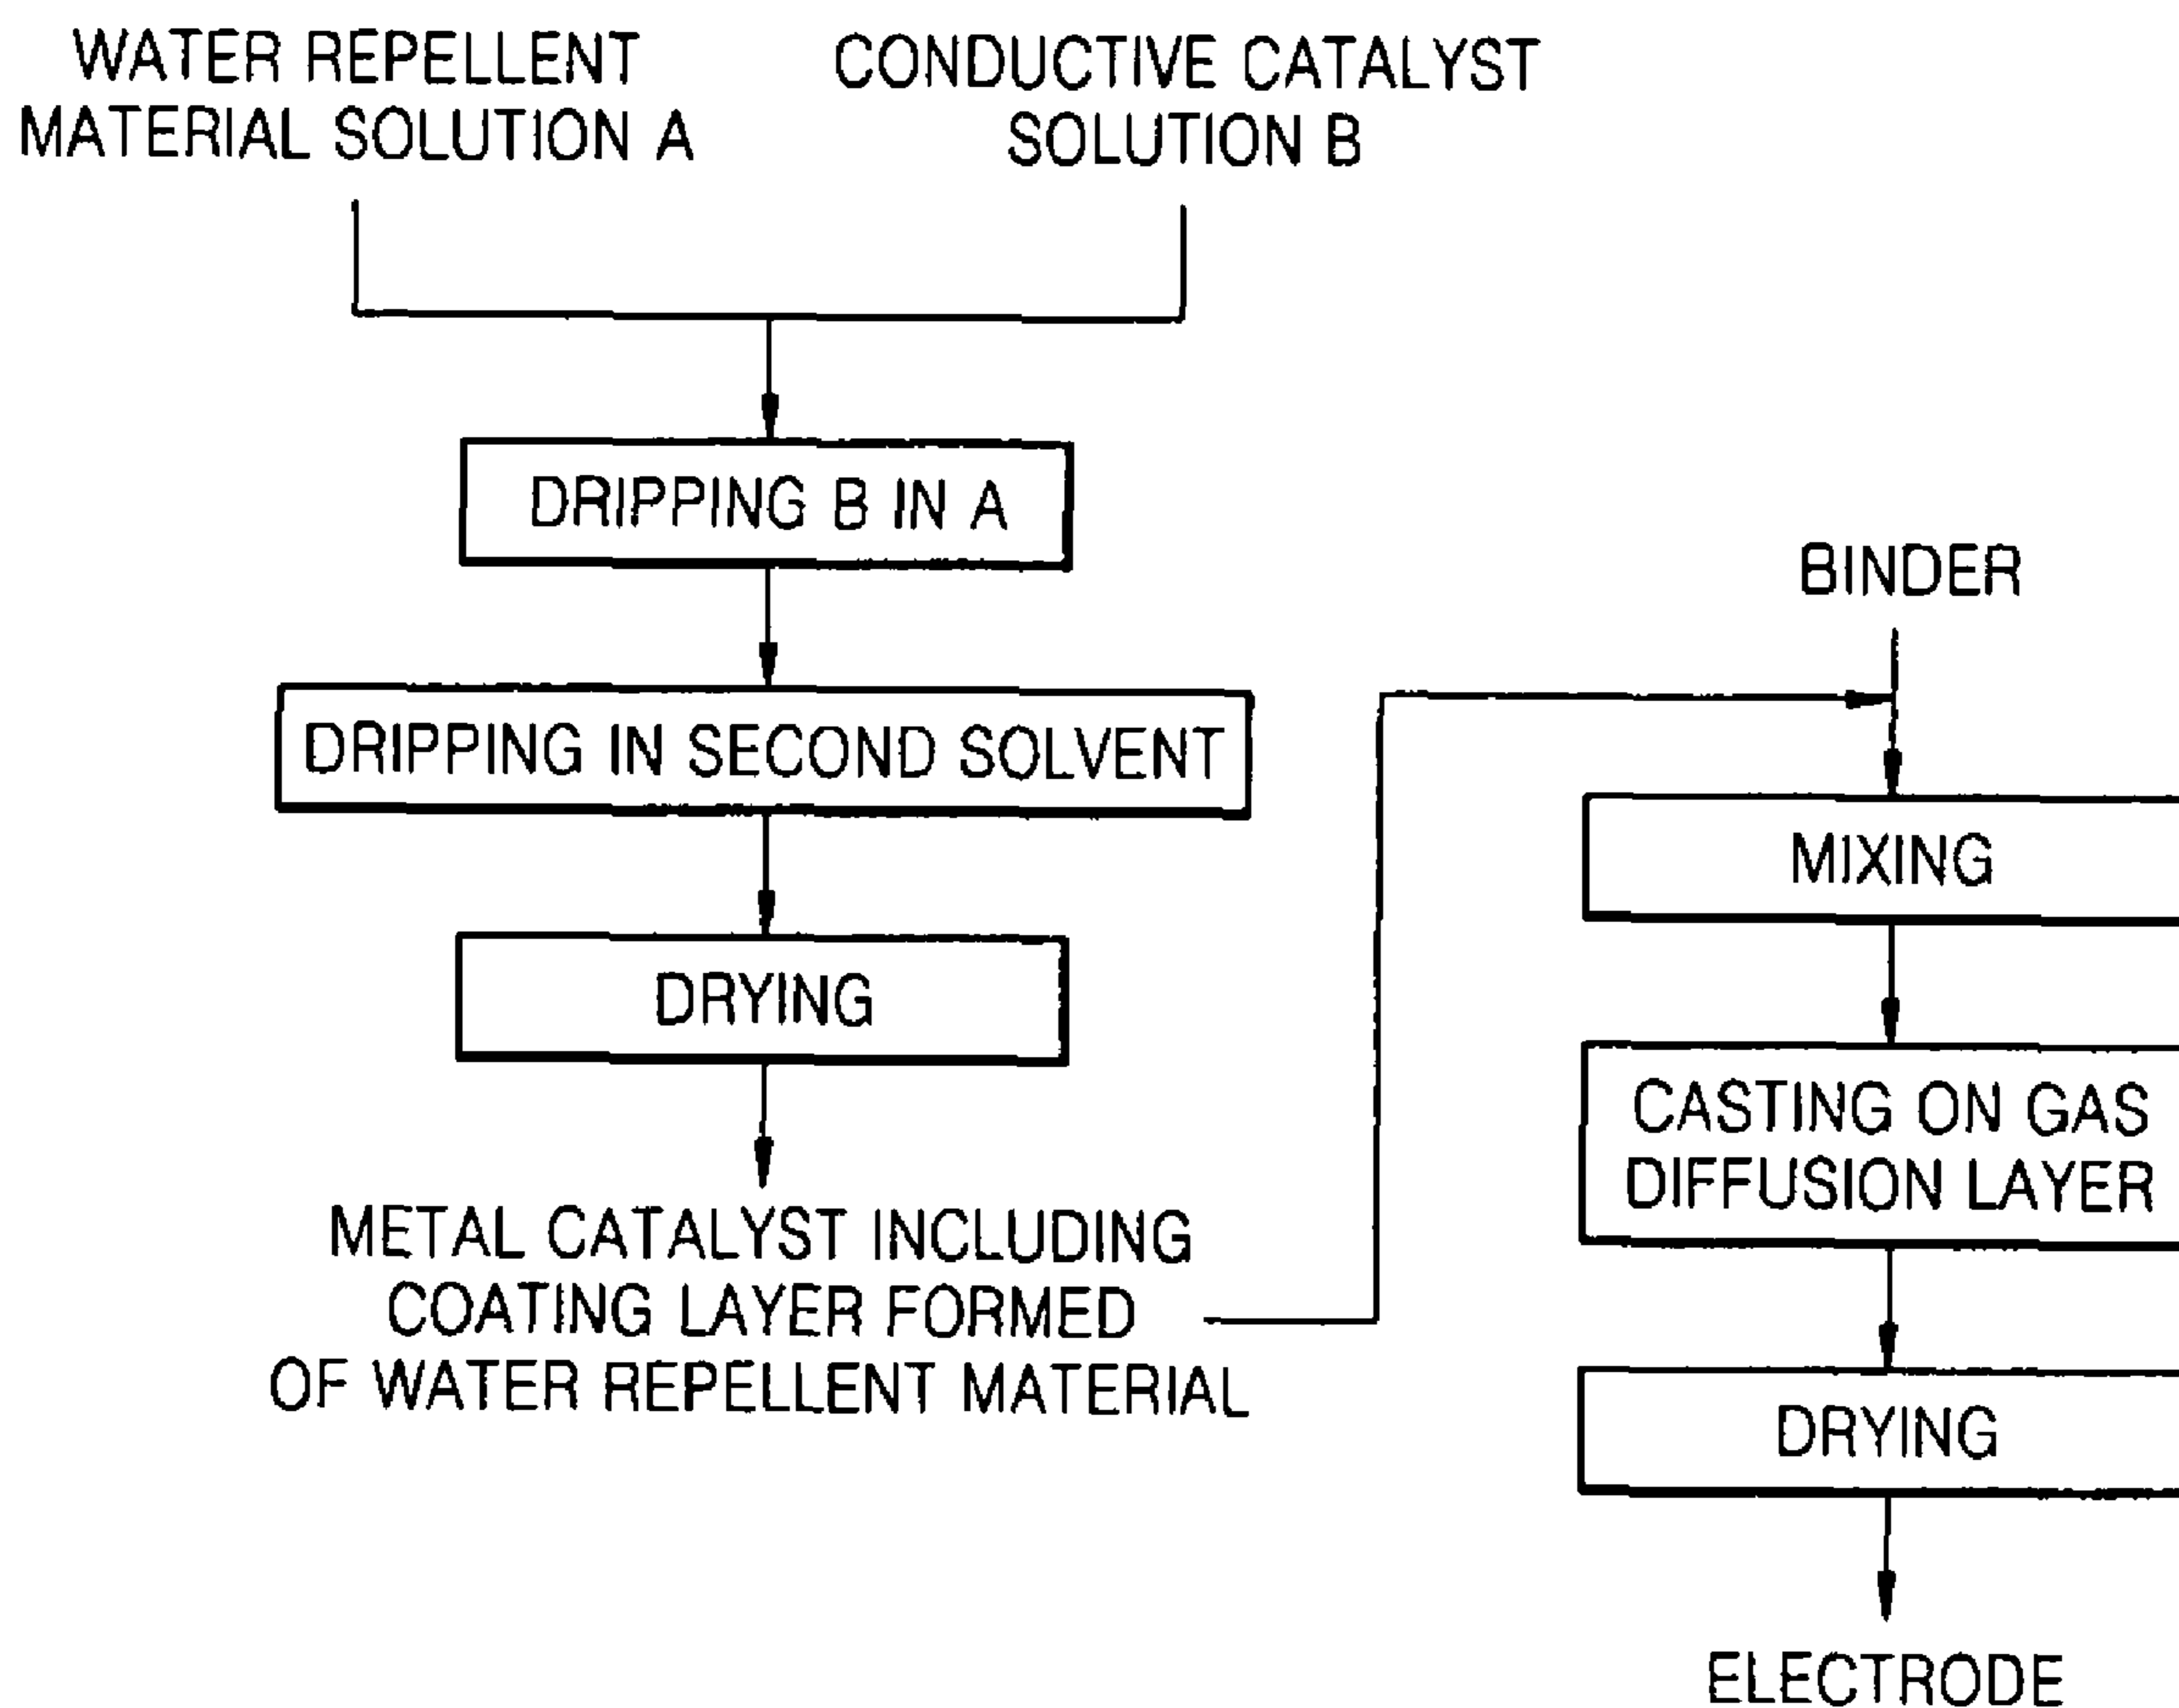 WATER REPELLENT
MATERIAL SOLUTION A
CONDUCTIVE CATALYST
SOLUTION B
DRIPPING B IN A
DRIPPING IN SECOND SOLVENT
DRYING
METAL CATALYST INCLUDING
COATING LAYER FORMED
OF WATER REPELLENT MATERIAL
BINDER
MIXING
CASTING ON GAS
DIFFUSION LAYER
DRYING
ELECTRODE